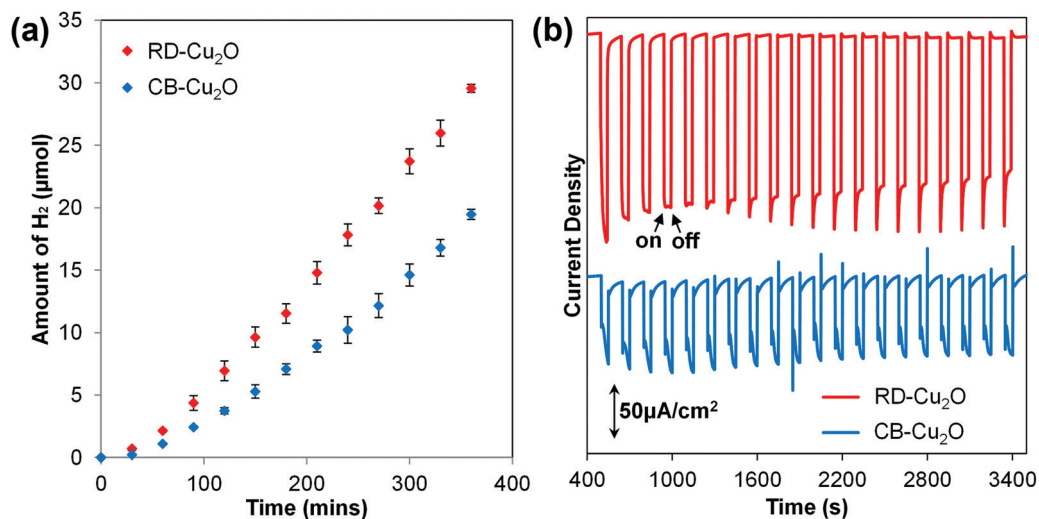 (a)
RD-Cu₂O
CB-Cu₂O
Amount of H₂ (µmol)
35
30
25
20
15
10
5
0
0 100 200 300 400
Time (mins)
(b)
Current Density
on off
50µA/cm²
RD-Cu₂O
CB-Cu₂O
400 1000 1600 2200 2800 3400
Time (s)